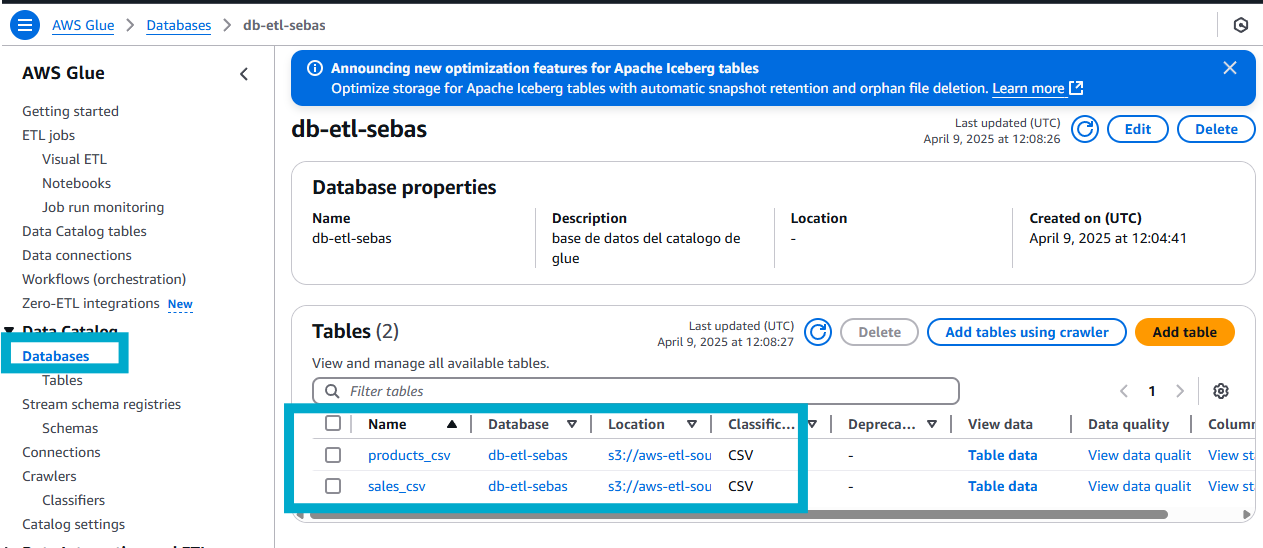 AWS Glue > Databases > db-etl-sebas
AWS Glue
Getting started
ETL jobs
Visual ETL
Notebooks
Job run monitoring
Data Catalog tables
Data connections
Workflows (orchestration)
Zero-ETL integrations New
Data Catalog
Databases
Tables
Stream schema registries
Schemas
Connections
Crawlers
Classifiers
Catalog settings
Announcing new optimization features for Apache Iceberg tables
Optimize storage for Apache Iceberg tables with automatic snapshot retention and orphan file deletion. Learn more
db-etl-sebas
Last updated (UTC)
April 9, 2025 at 12:08:26
Edit
Delete
Database properties
Name
db-etl-sebas
Description
base de datos del catalogo de
glue
Location
-
Created on (UTC)
April 9, 2025 at 12:04:41
Tables (2)
Last updated (UTC)
April 9, 2025 at 12:08:27
Delete
Add tables using crawler
Add table
View and manage all available tables.
Filter tables
1
Name Database Location Classific... Depreca... View data Data quality Colum
products_csv db-etl-sebas s3://aws-etl-sou CSV - Table data View data qualit View st
sales_csv db-etl-sebas s3://aws-etl-sou CSV - Table data View data qualit View st